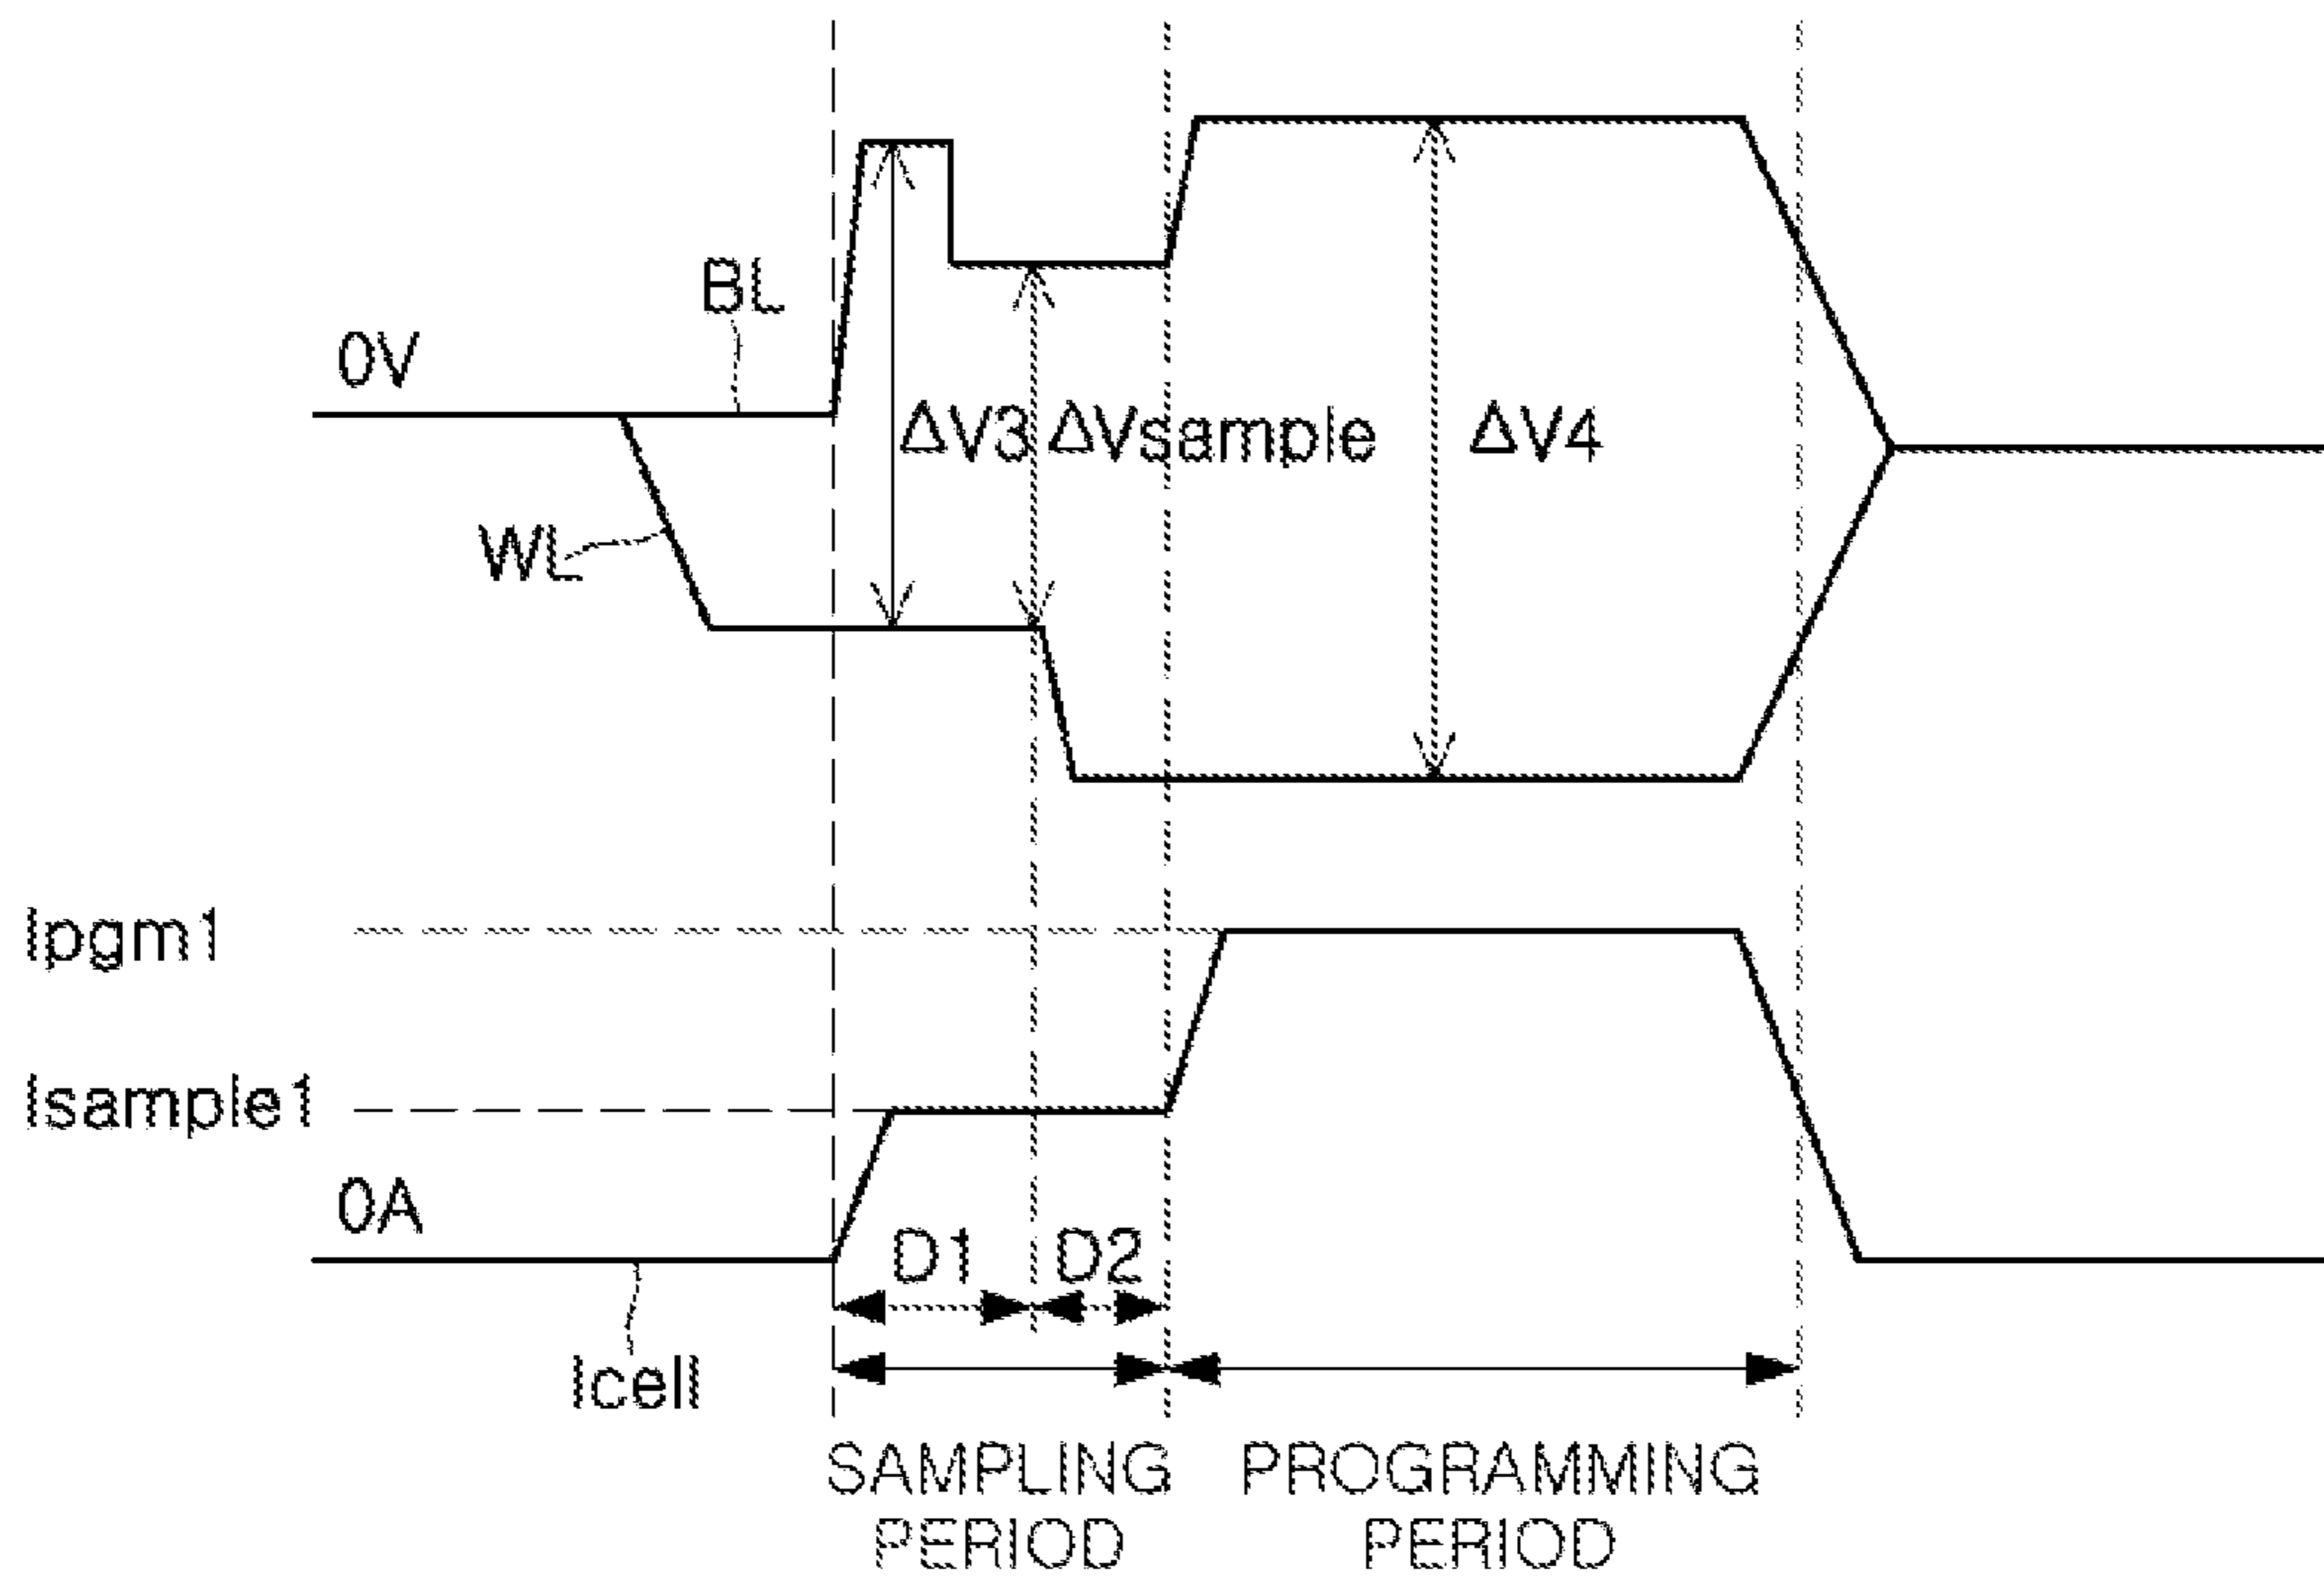 BL
0V
ΔV3 ΔVsample ΔV4
WL
Ipgm1
Isample1
0A
D1 D2
Icell
SAMPLING PERIOD
PROGRAMMING PERIOD